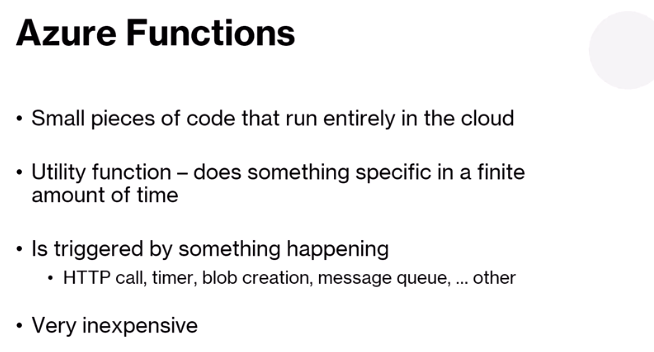 Azure Functions
• Small pieces of code that run entirely in the cloud
• Utility function – does something specific in a finite
amount of time
• Is triggered by something happening
• HTTP call, timer, blob creation, message queue, ... other
• Very inexpensive